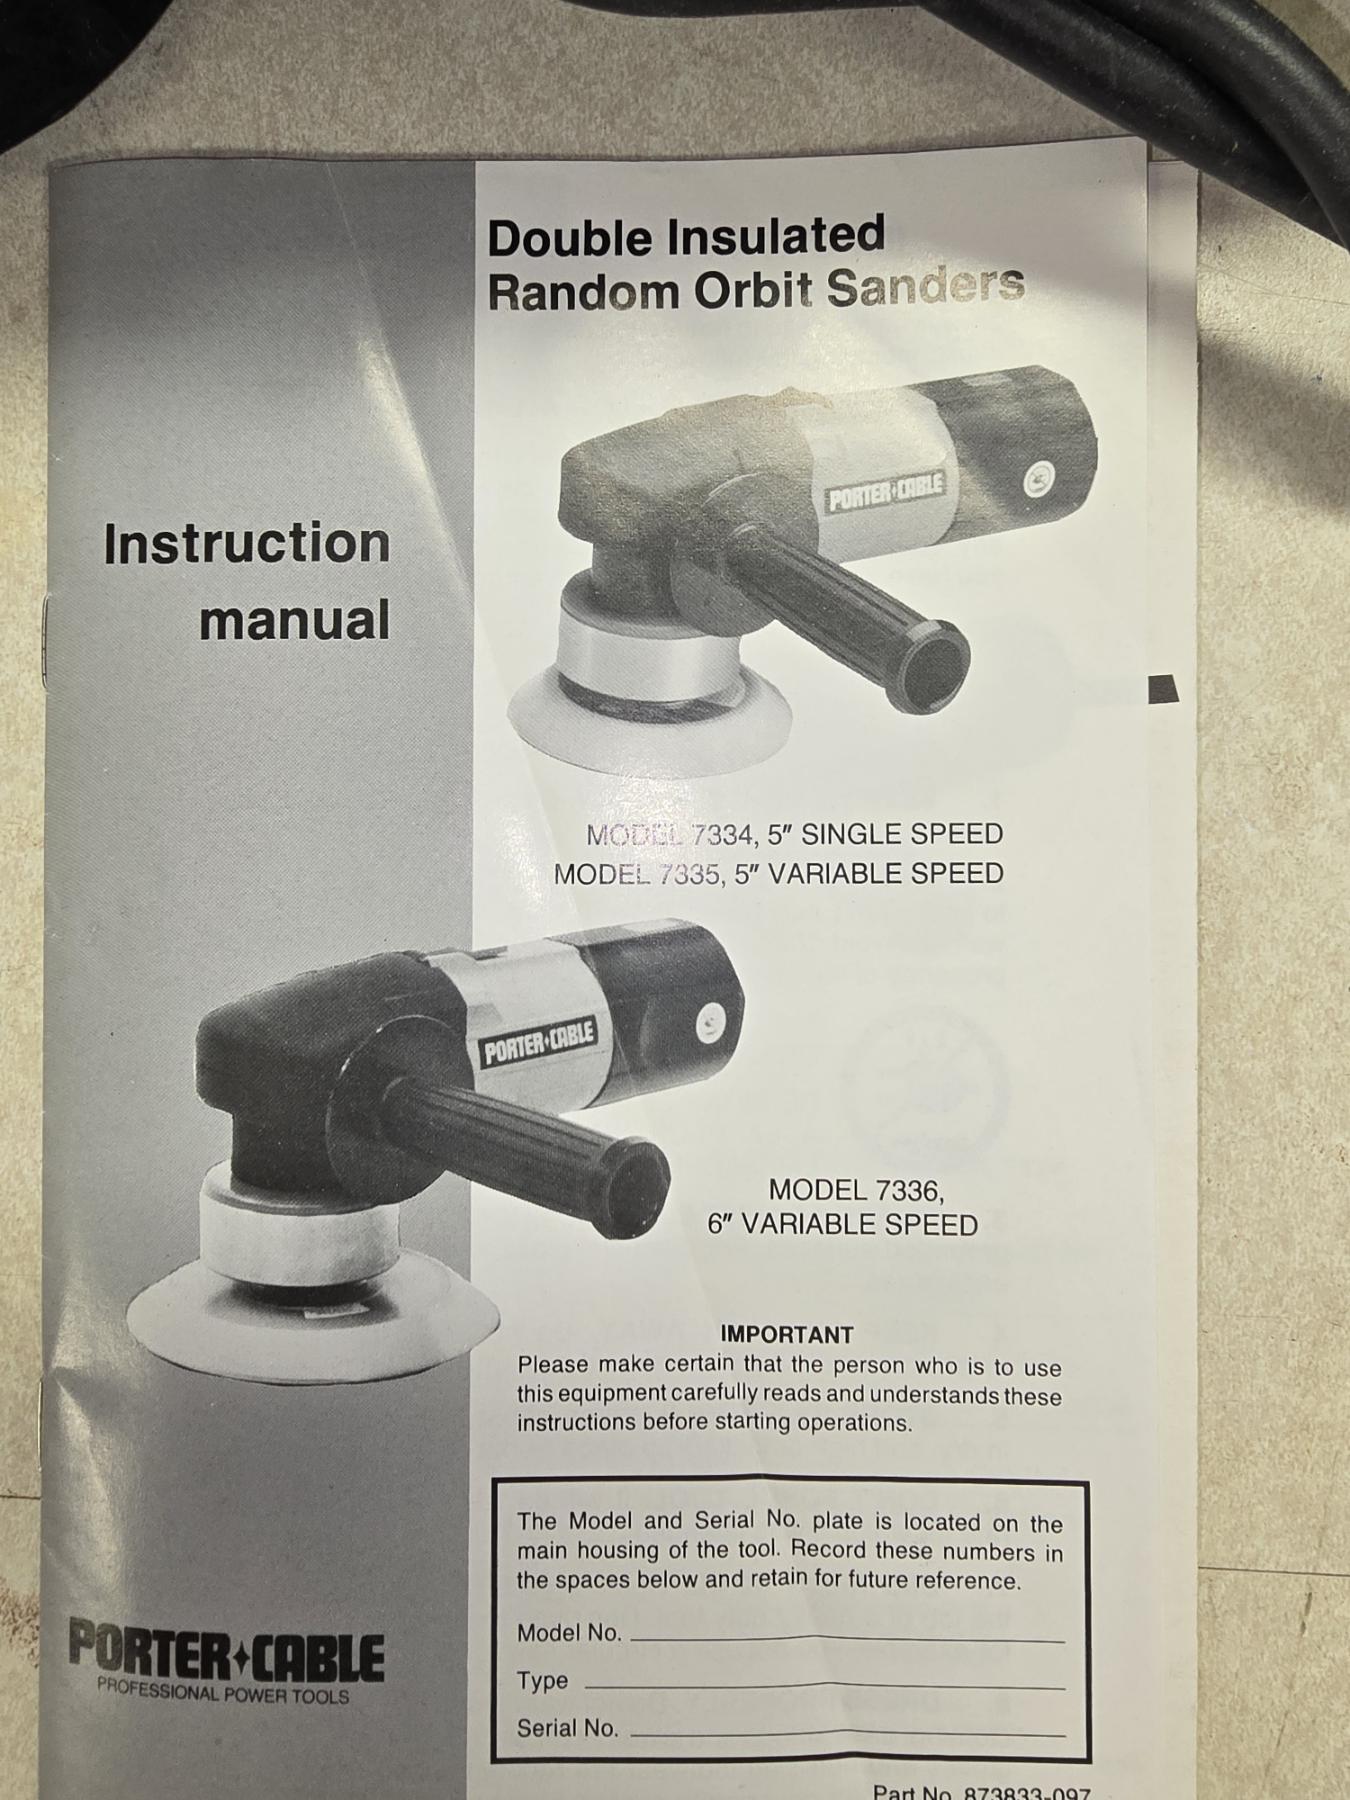 Double Insulated
Random Orbit Sanders
Instruction
manual
PORTER+CABLE
MODEL 7334, 5" SINGLE SPEED
MODEL 7335, 5" VARIABLE SPEED
PORTER+CABLE
MODEL 7336,
6" VARIABLE SPEED
IMPORTANT
Please make certain that the person who is to use
this equipment carefully reads and understands these
instructions before starting operations.
The Model and Serial No. plate is located on the
main housing of the tool. Record these numbers in
the spaces below and retain for future reference.
Model No.
Type
Serial No.
PORTER+CABLE
PROFESSIONAL POWER TOOLS
Part No. 873833-097